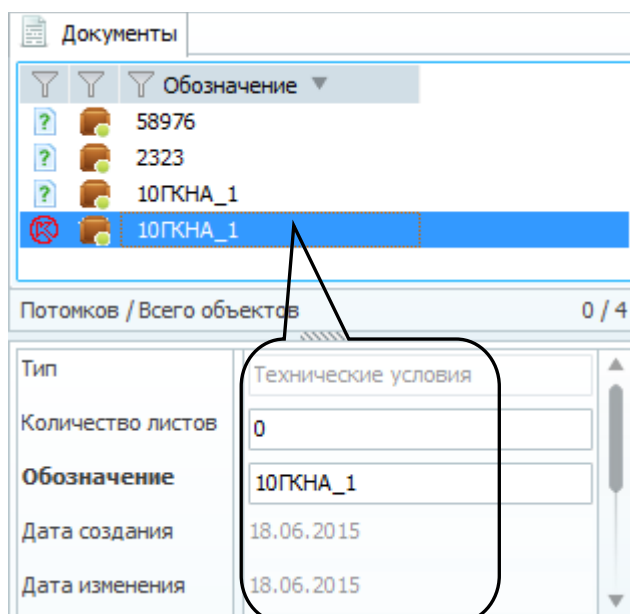 Документы
Обозначение
58976
2323
10ГКНА_1
10ГКНА_1
Потомков / Всего объектов 0 / 4
Тип Технические условия
Количество листов 0
Обозначение 10ГКНА_1
Дата создания 18.06.2015
Дата изменения 18.06.2015